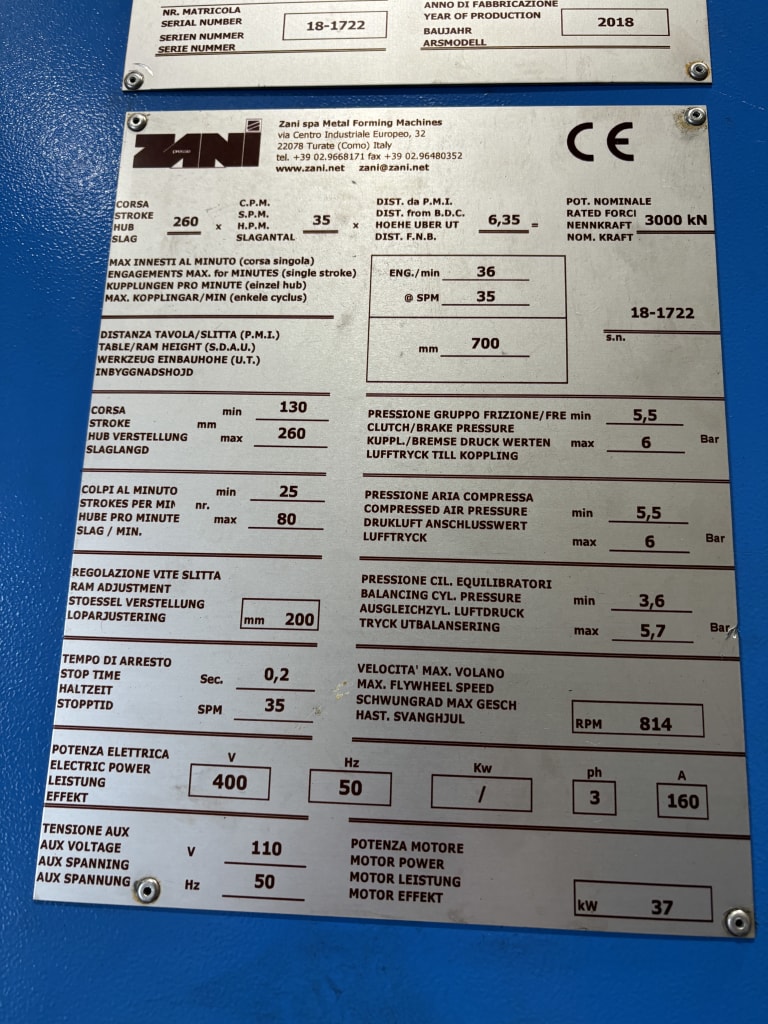 NR. MATRICOLA
SERIAL NUMBER
SERIEN NUMMER
SERIE NUMMER
18-1722
ANNO DI FABBRICAZIONE
YEAR OF PRODUCTION
BAUJAHR
ARSMODELL
2018
ZANI
Zani spa Metal Forming Machines
via Centro Industriale Europeo, 32
22078 Turate (Como) Italy
tel. +39 02.9668171 fax +39 02.96480352
www.zani.net zani@zani.net
CE
CORSA
STROKE
HUB
SLAG
260 x
C.P.M.
S.P.M.
H.P.M.
SLAGANTAL
35 x
DIST. da P.M.I.
DIST. from B.D.C.
HOEHE UBER UT
DIST. F.N.B.
6,35 =
POT. NOMINALE
RATED FORCI
NENNKRAFT
NOM. KRAFT
3000 kN
MAX INNESTI AL MINUTO (corsa singola)
ENGAGEMENTS MAX. for MINUTES (single stroke)
KUPPLUNGEN PRO MINUTE (einzel hub)
MAX. KOPPLINGAR/MIN (enkele cyclus)
ENG./min 36
@ SPM 35
18-1722
s.n.
DISTANZA TAVOLA/SLITTA (P.M.I.)
TABLE/RAM HEIGHT (S.D.A.U.)
WERKZEUG EINBAUHOHE (U.T.)
INBYGGNADSHOJD
mm 700
CORSA
STROKE
HUB VERSTELLUNG
SLAGLANGD
mm
min 130
max 260
PRESSIONE GRUPPO FRIZIONE/FRE
CLUTCH/BRAKE PRESSURE
KUPPL./BREMSE DRUCK WERTEN
LUFFTRYCK TILL KOPPLING
min 5,5
max 6 Bar
COLPI AL MINUTO
STROKES PER MIN
HUBE PRO MINUTE
SLAG / MIN.
nr.
min 25
max 80
PRESSIONE ARIA COMPRESSA
COMPRESSED AIR PRESSURE
DRUKLUFT ANSCHLUSSWERT
LUFFTRYCK
min 5,5
max 6 Bar
REGOLAZIONE VITE SLITTA
RAM ADJUSTMENT
STOESSEL VERSTELLUNG
LOPARJUSTERING
mm 200
PRESSIONE CIL. EQUILIBRATORI
BALANCING CYL. PRESSURE
AUSGLEICHZYL. LUFTDRUCK
TRYCK UTBALANSERING
min 3,6
max 5,7 Bar
TEMPO DI ARRESTO
STOP TIME
HALTZEIT
STOPPTID
Sec. 0,2
SPM 35
VELOCITA' MAX. VOLANO
MAX. FLYWHEEL SPEED
SCHWUNGRAD MAX GESCH
HAST. SVANGHJUL
RPM 814
POTENZA ELETTRICA
ELECTRIC POWER
LEISTUNG
EFFEKT
V
400
Hz
50
Kw
/
ph
3
A
160
TENSIONE AUX
AUX VOLTAGE
AUX SPANNING
AUX SPANNUNG
V 110
Hz 50
POTENZA MOTORE
MOTOR POWER
MOTOR LEISTUNG
MOTOR EFFEKT
kW 37